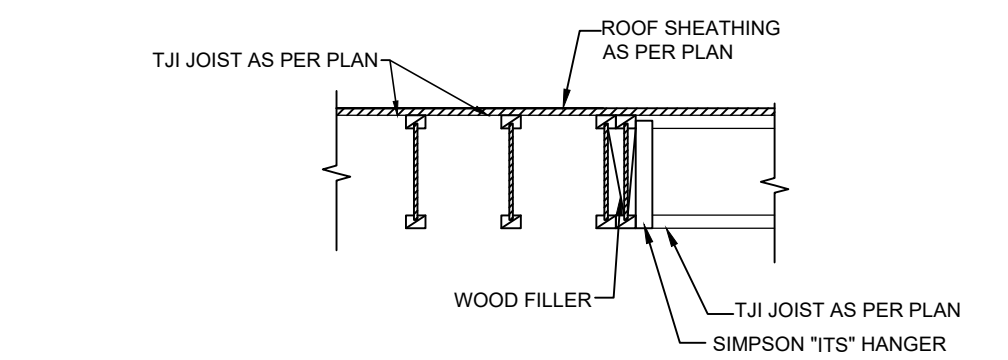 ROOF SHEATHING
AS PER PLAN
TJI JOIST AS PER PLAN
WOOD FILLER
TJI JOIST AS PER PLAN
SIMPSON "ITS" HANGER